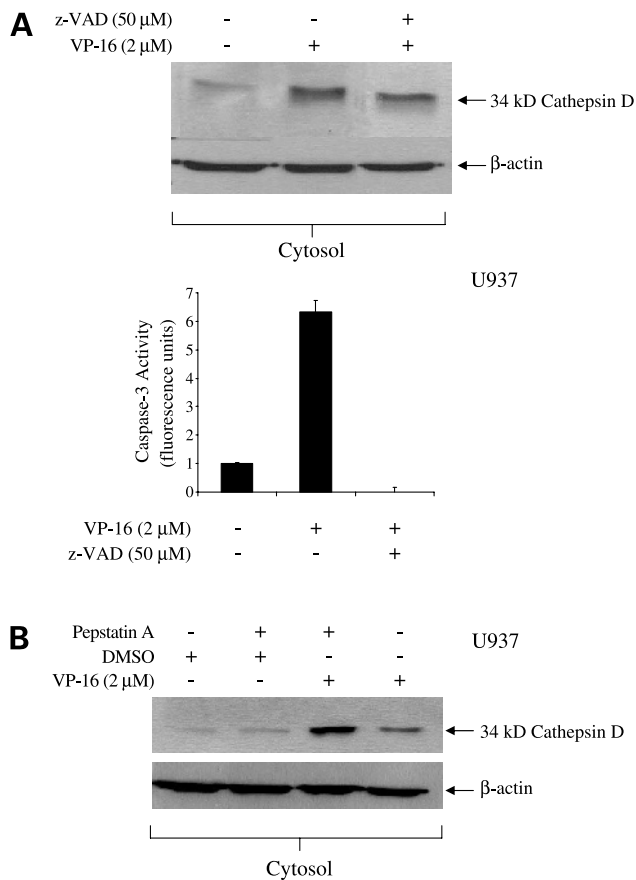 A
z-VAD (50 μM) - - +
VP-16 (2 μM) - + +
34 kD Cathepsin D
β-actin
Cytosol
U937
7
6
5
4
3
2
1
0
Caspase-3 Activity
(fluorescence units)
VP-16 (2 μM) - + +
z-VAD (50 μM) - - +
B
U937
Pepstatin A - + + -
DMSO + + - -
VP-16 (2 μM) - - + +
34 kD Cathepsin D
β-actin
Cytosol